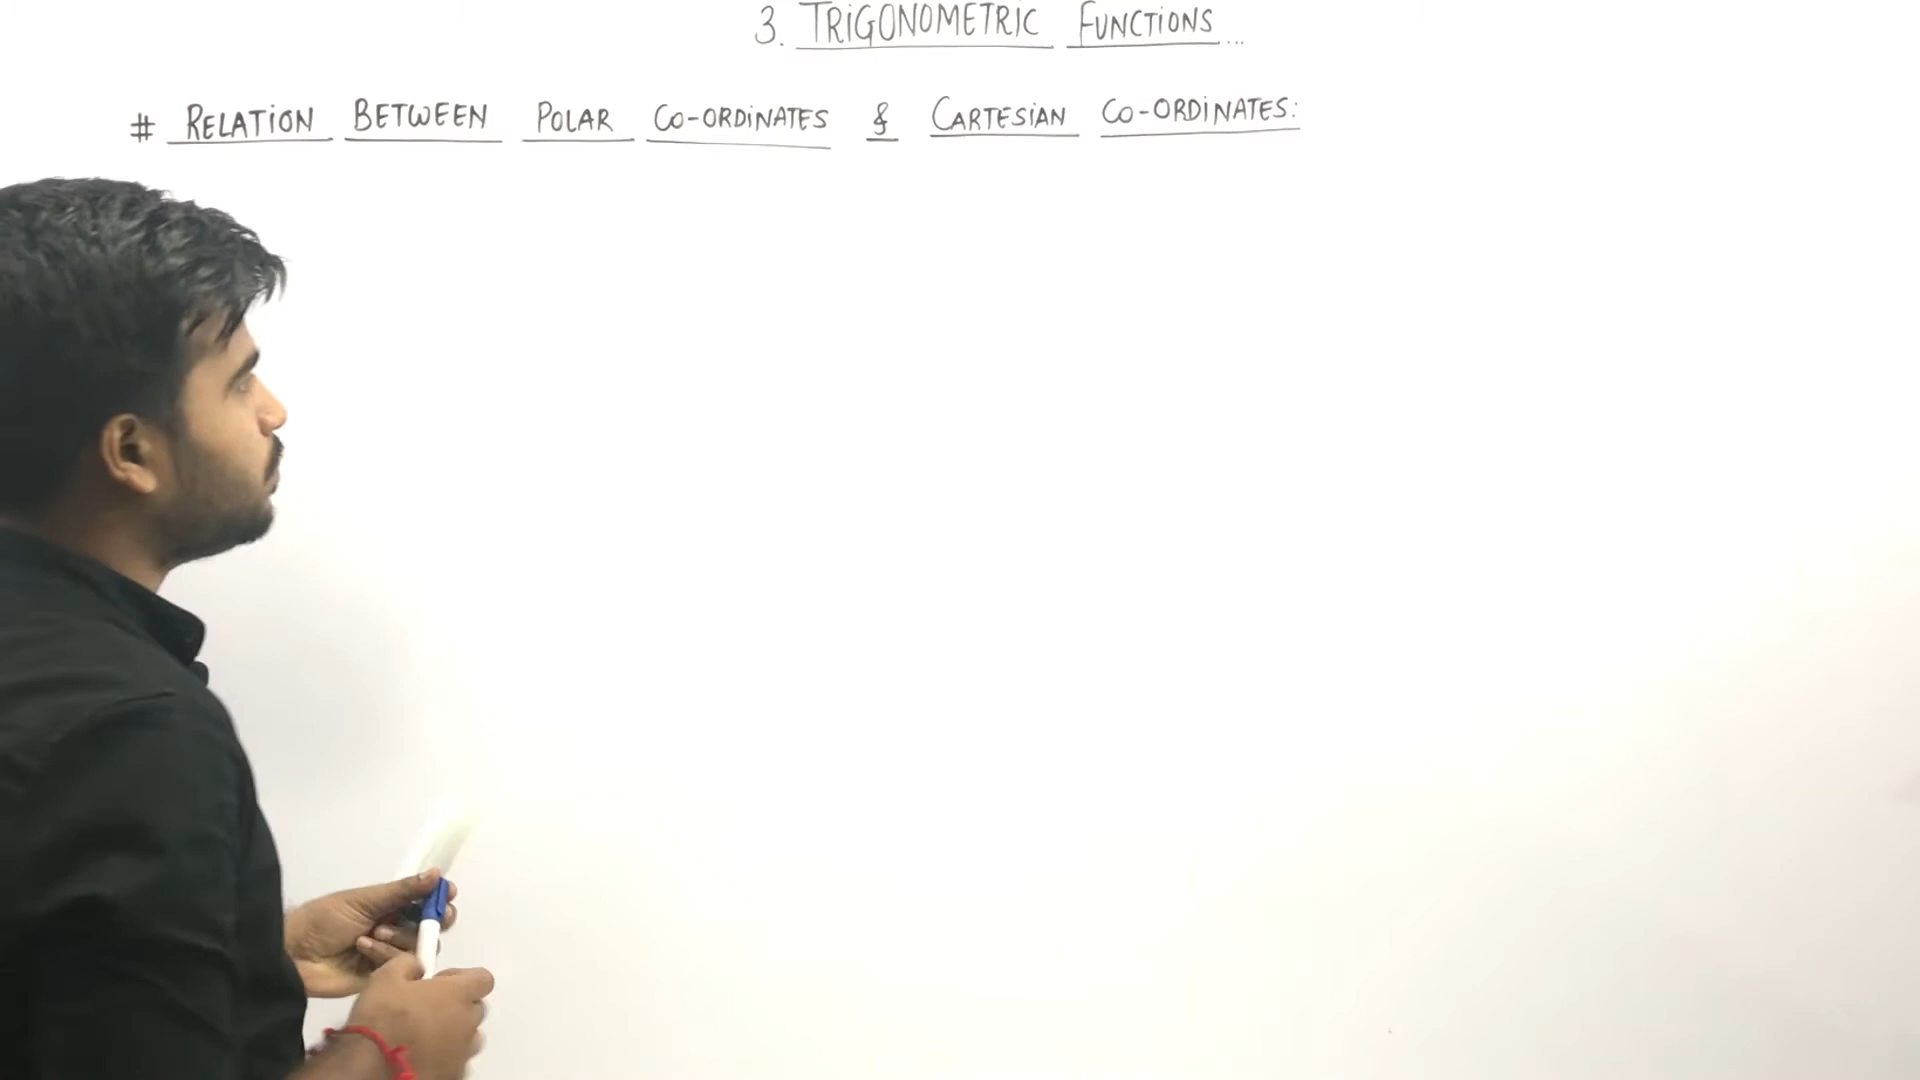 3. TRIGONOMETRIC FUNCTIONS...
# RELATION BETWEEN POLAR CO-ORDINATES & CARTESIAN CO-ORDINATES: